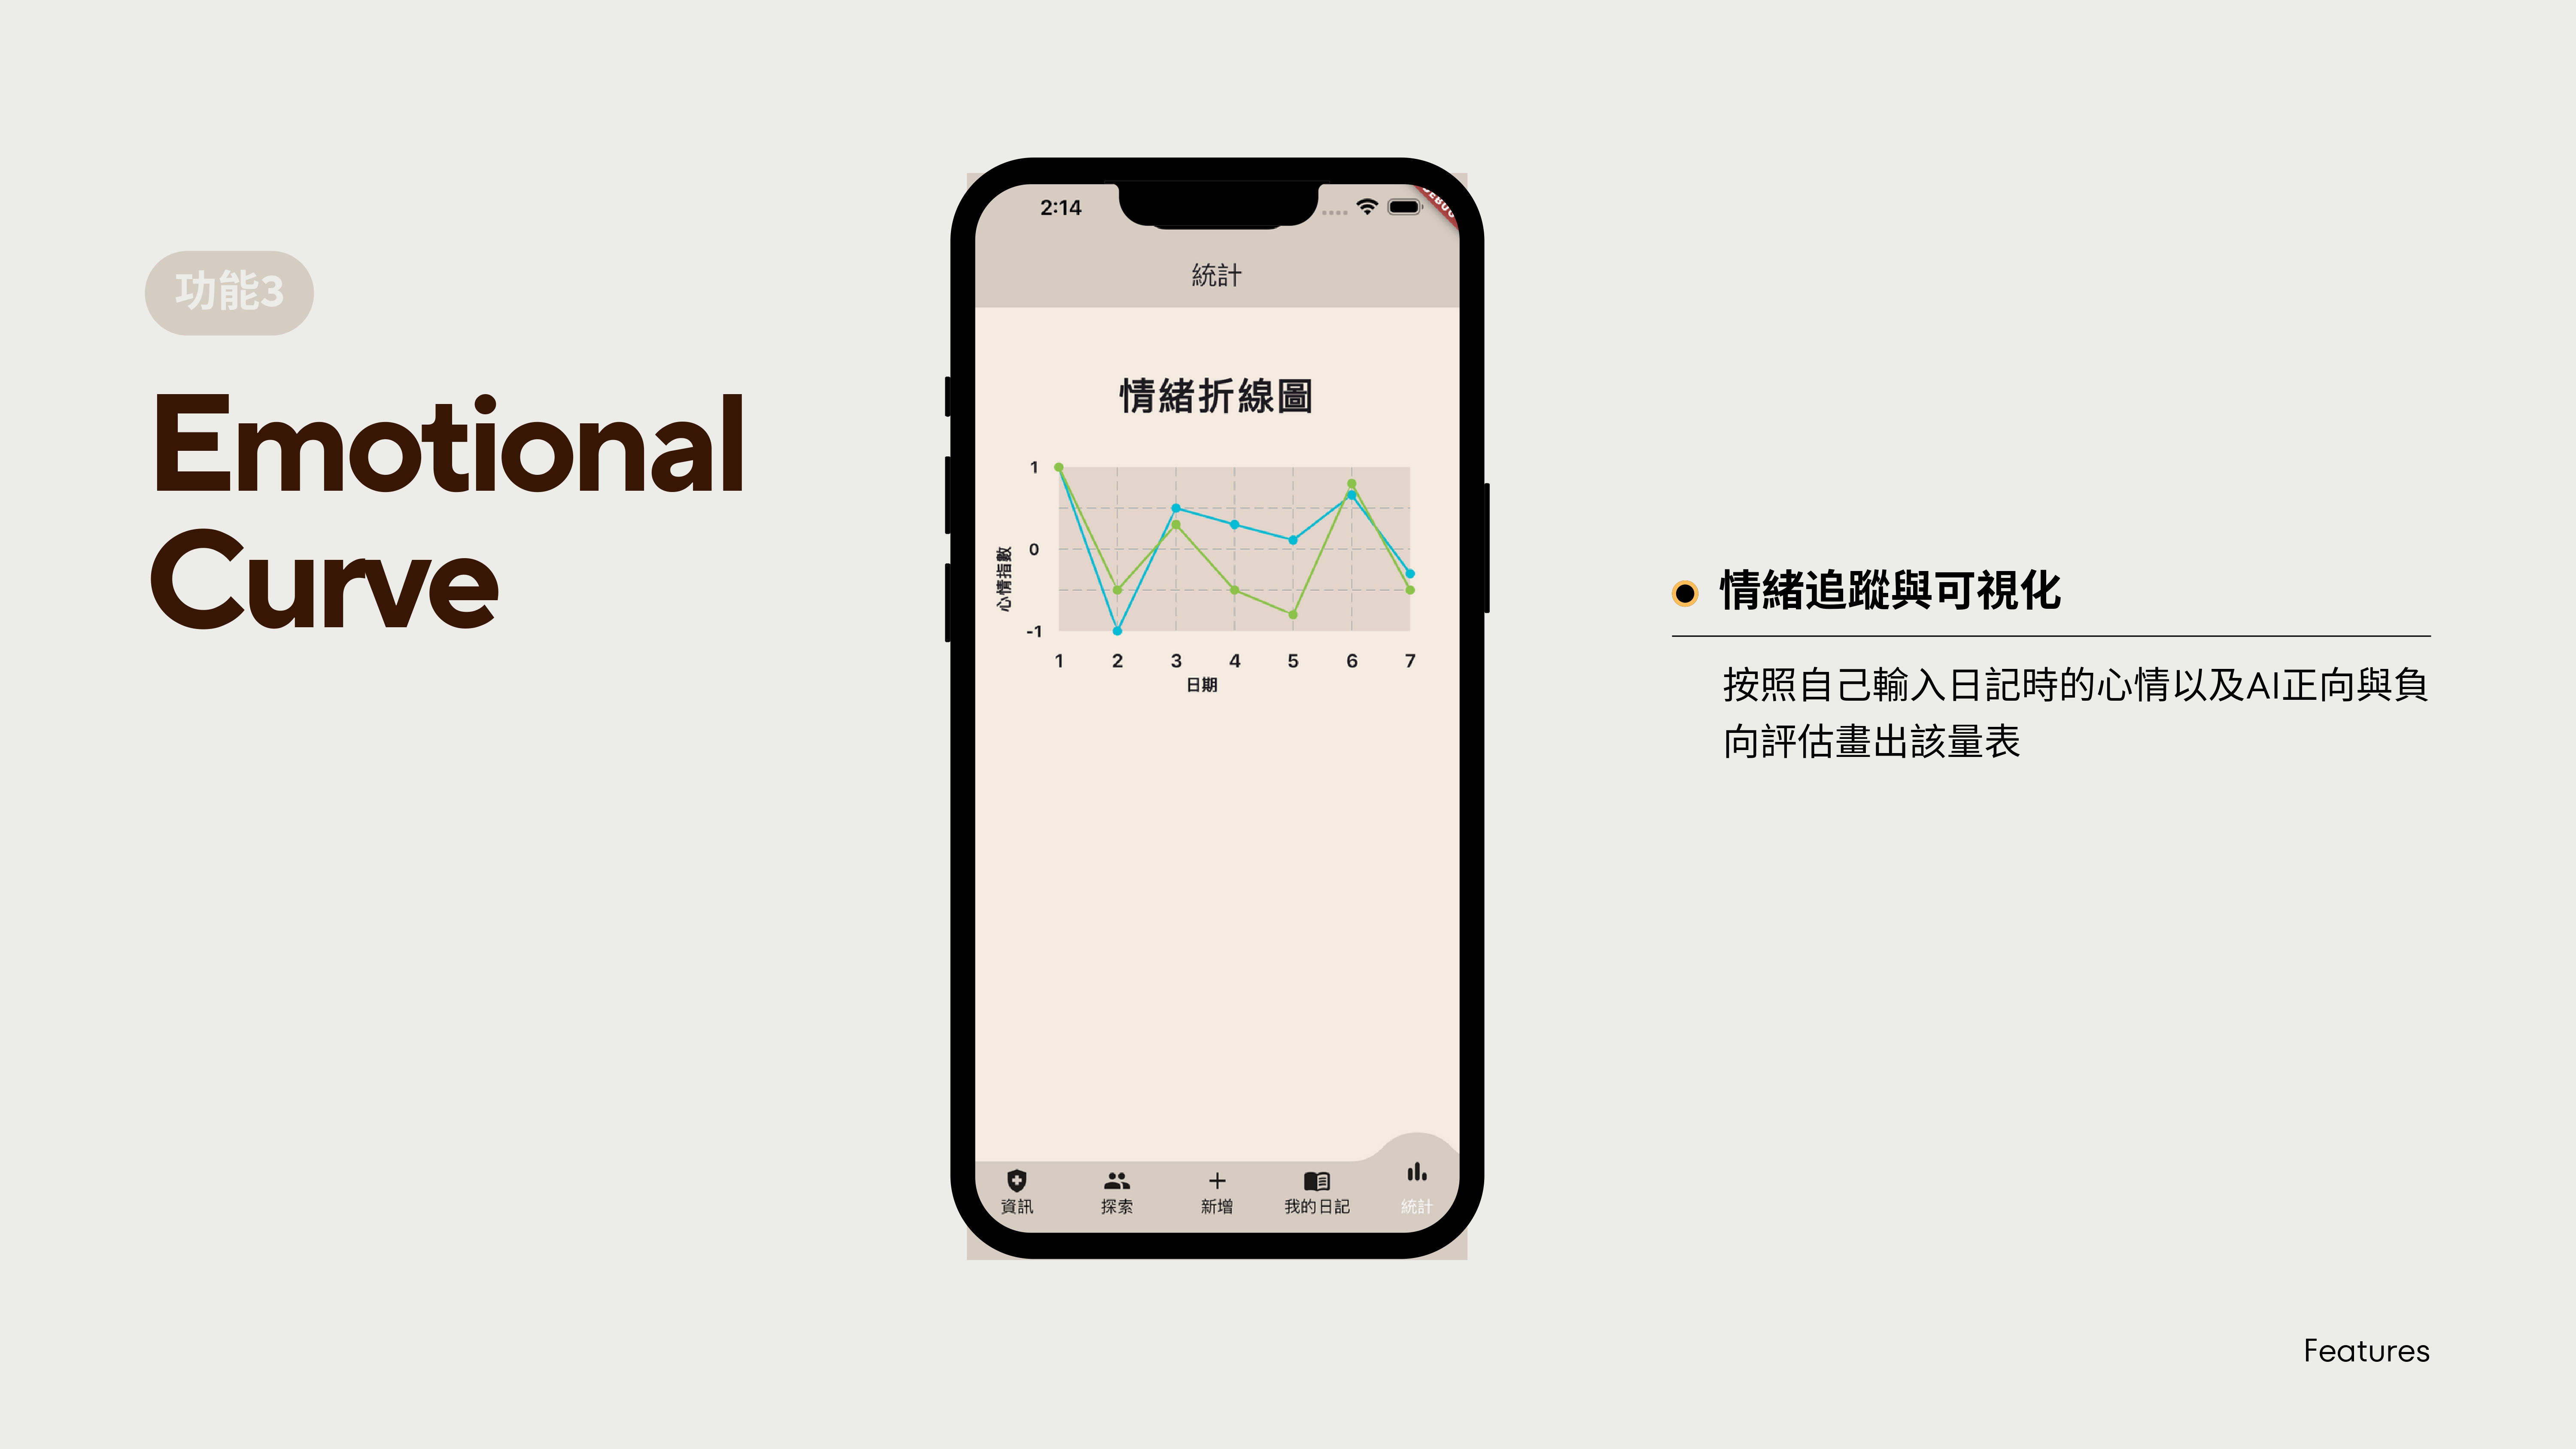 功能3
Emotional
Curve
2:14
DEBUG
統計
情緒折線圖
1
0
-1
心情指數
1 2 3 4 5 6 7
日期
資訊 探索 新增 我的日記 統計
情緒追蹤與可視化
按照自己輸入日記時的心情以及AI正向與負
向評估畫出該量表
Features